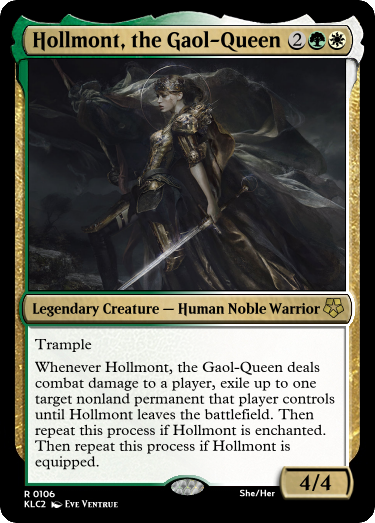 Hollmont, the Gaol-Queen 2
Legendary Creature — Human Noble Warrior
Trample
Whenever Hollmont, the Gaol-Queen deals
combat damage to a player, exile up to one
target nonland permanent that player controls
until Hollmont leaves the battlefield. Then
repeat this process if Hollmont is enchanted.
Then repeat this process if Hollmont is
equipped.
4/4
R 0106
She/Her
KLC2 Eve Ventrue